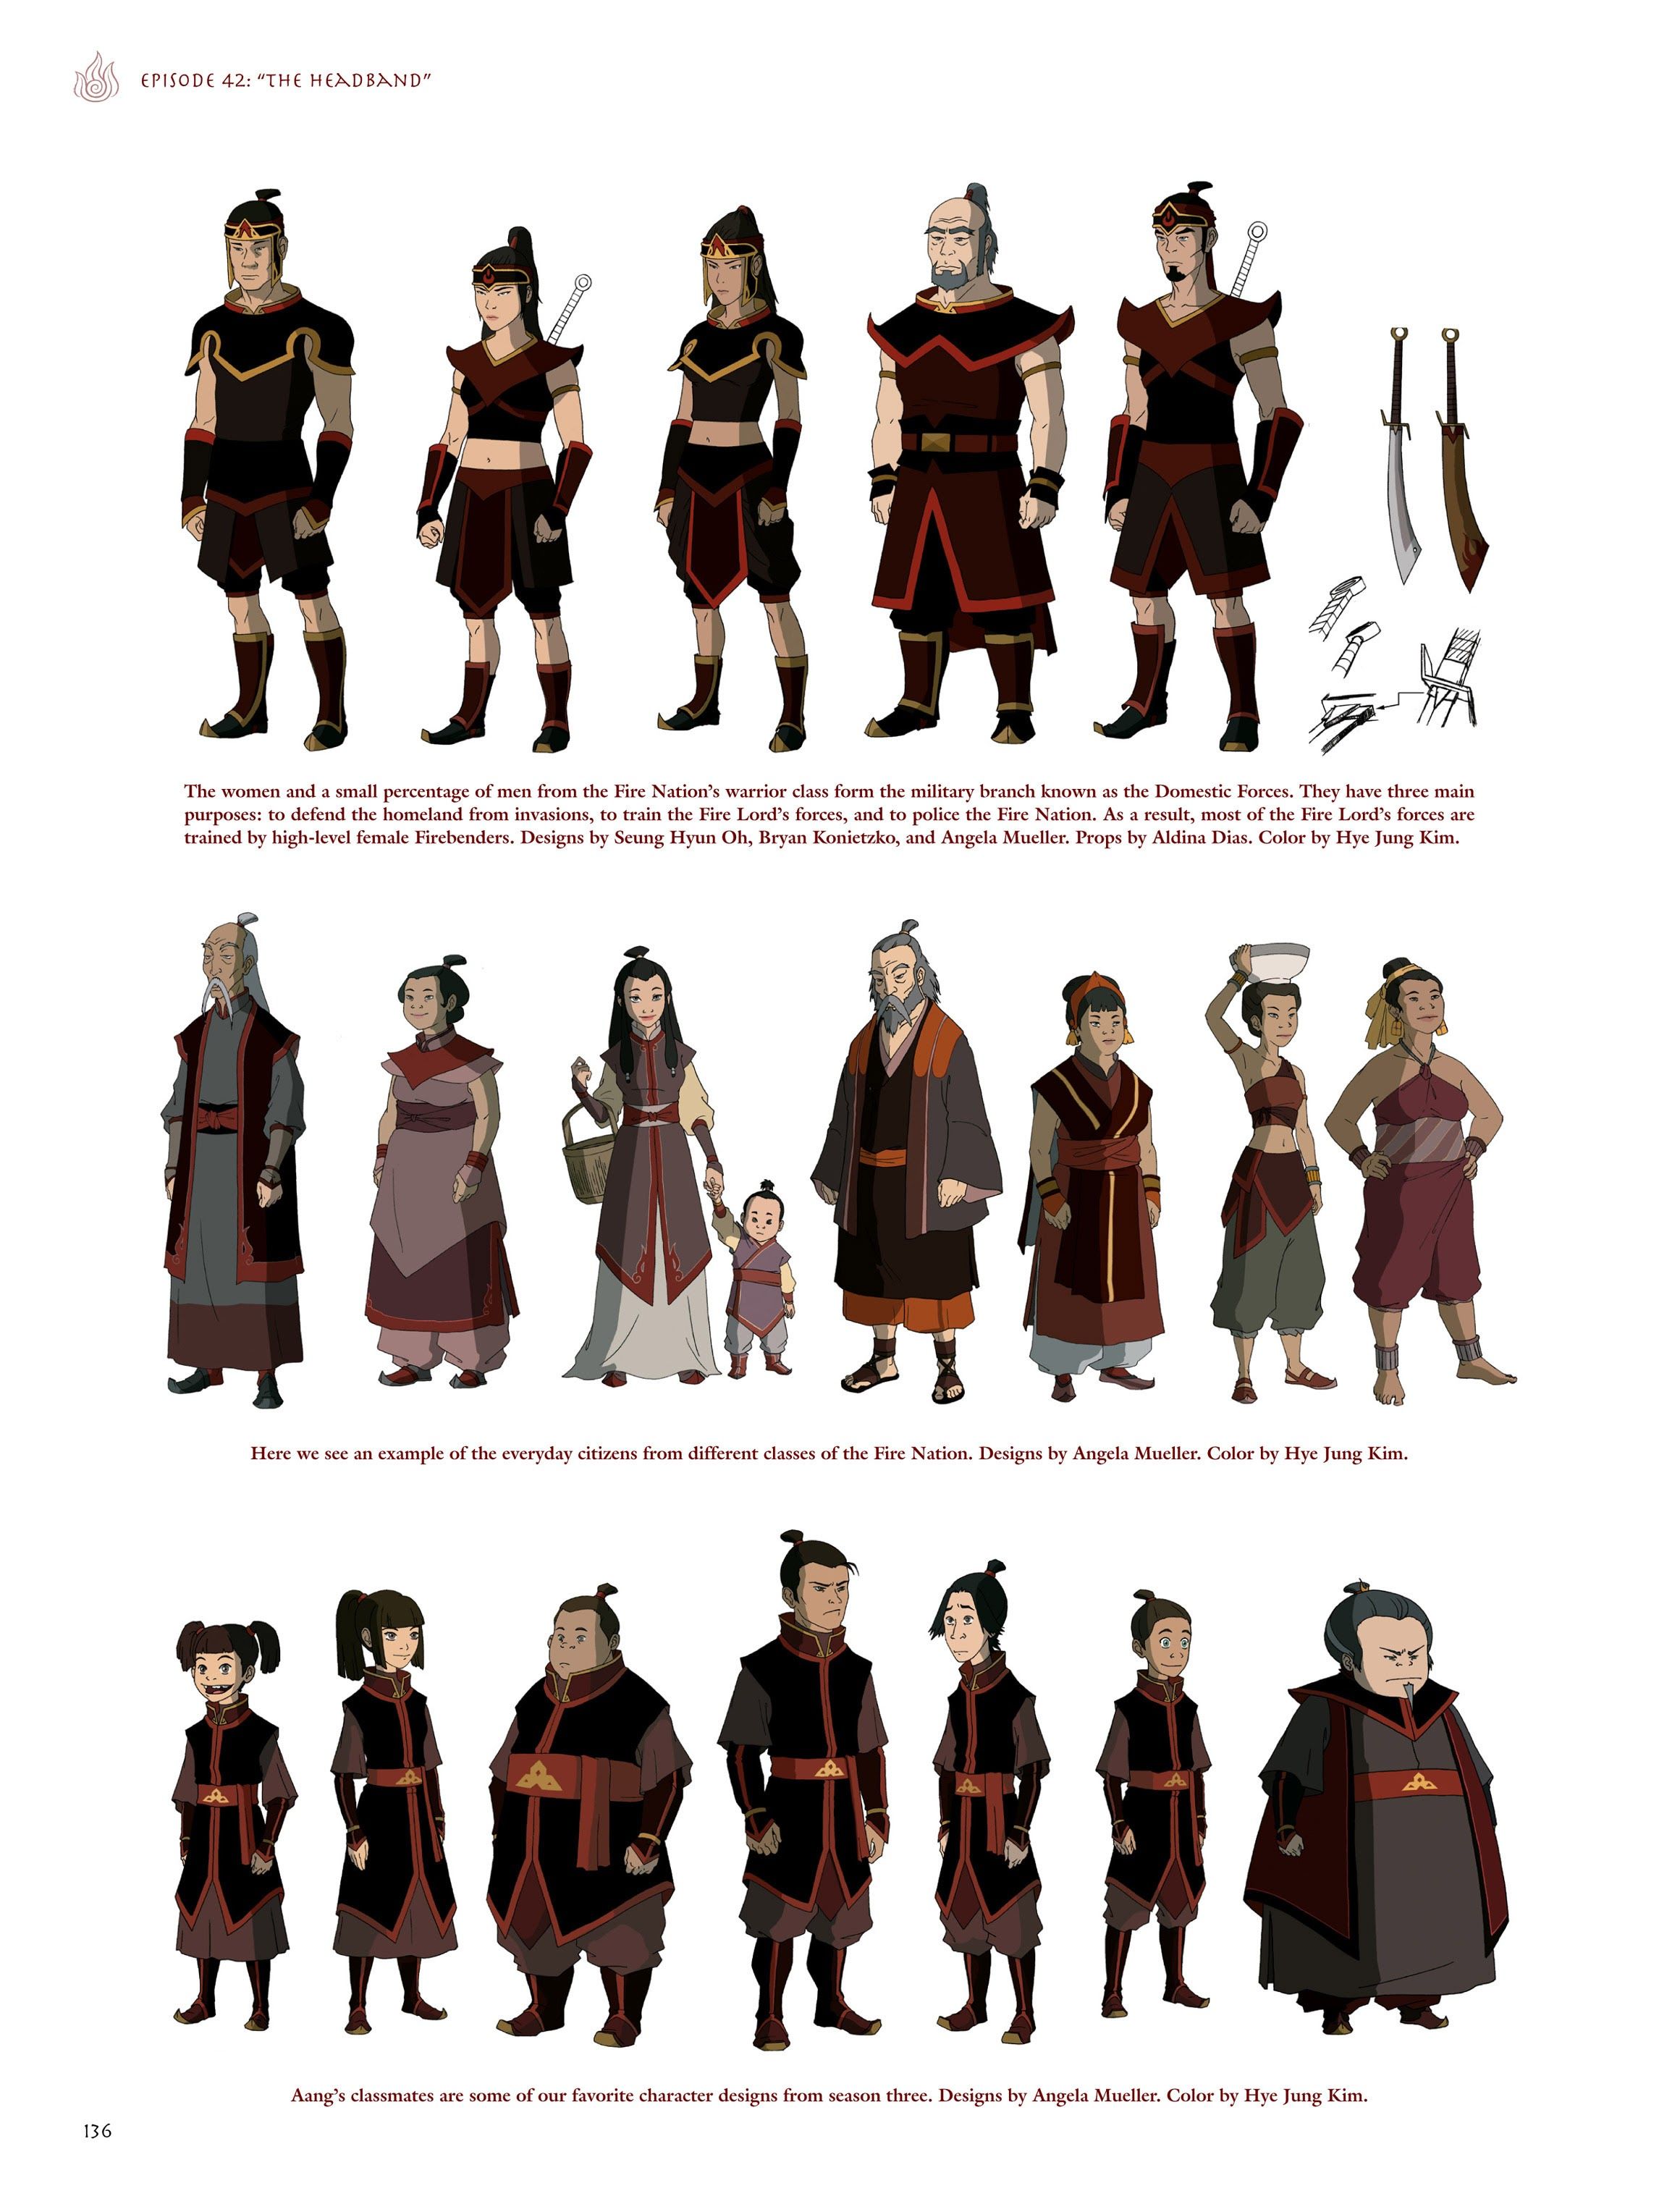 EPISODE 42: “THE HEADBAND”
The women and a small percentage of men from the Fire Nation’s warrior class form the military branch known as the Domestic Forces. They have three main
purposes: to defend the homeland from invasions, to train the Fire Lord’s forces, and to police the Fire Nation. As a result, most of the Fire Lord’s forces are
trained by high-level female Firebenders. Designs by Seung Hyun Oh, Bryan Konietzko, and Angela Mueller. Props by Aldina Dias. Color by Hye Jung Kim.
Here we see an example of the everyday citizens from different classes of the Fire Nation. Designs by Angela Mueller. Color by Hye Jung Kim.
Aang’s classmates are some of our favorite character designs from season three. Designs by Angela Mueller. Color by Hye Jung Kim.
136